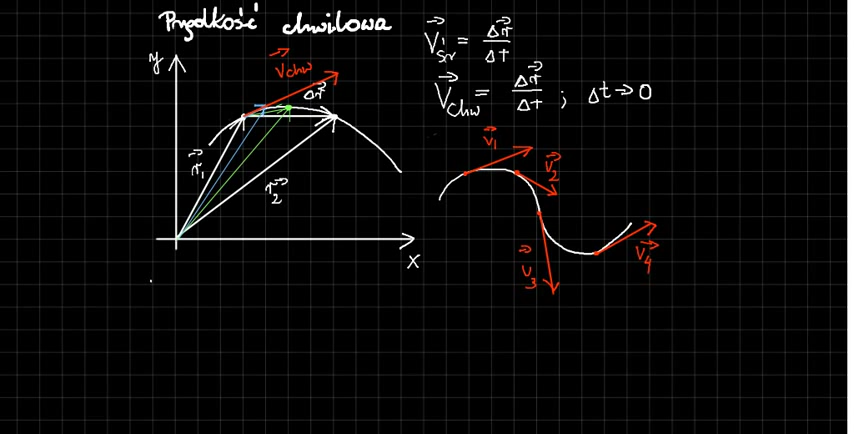 Prędkość chwilowa
V⃗śr = Δr⃗/Δt
V⃗chw = Δr⃗/Δt ; Δt → 0
y
V⃗chw
Δr⃗
r⃗1
r⃗2
x
v⃗1
v⃗2
v⃗3
v⃗4